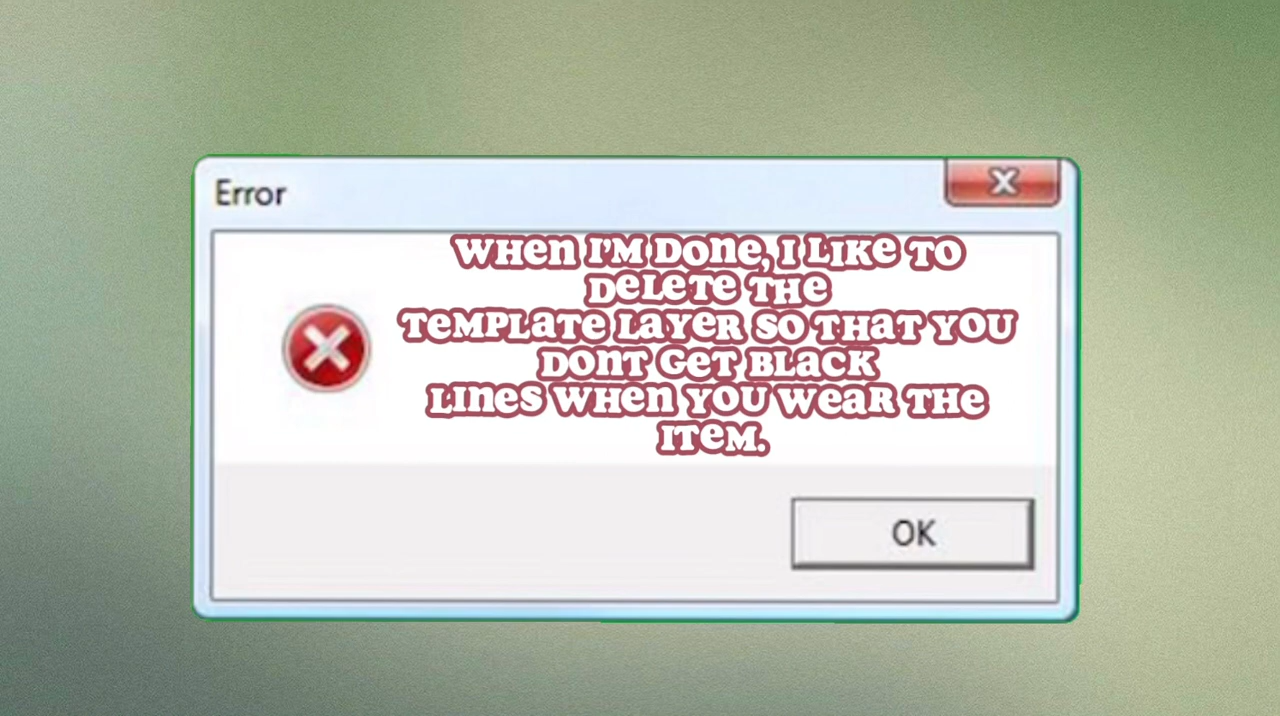 Error
WHen I'M Done, I LIKE TO
DeLeTe THe
TeMPLaTe LayeR SO THaT YOU
DONT GeT BLaCK
LInes WHen YOU WeaR THe
ITeM.
OK